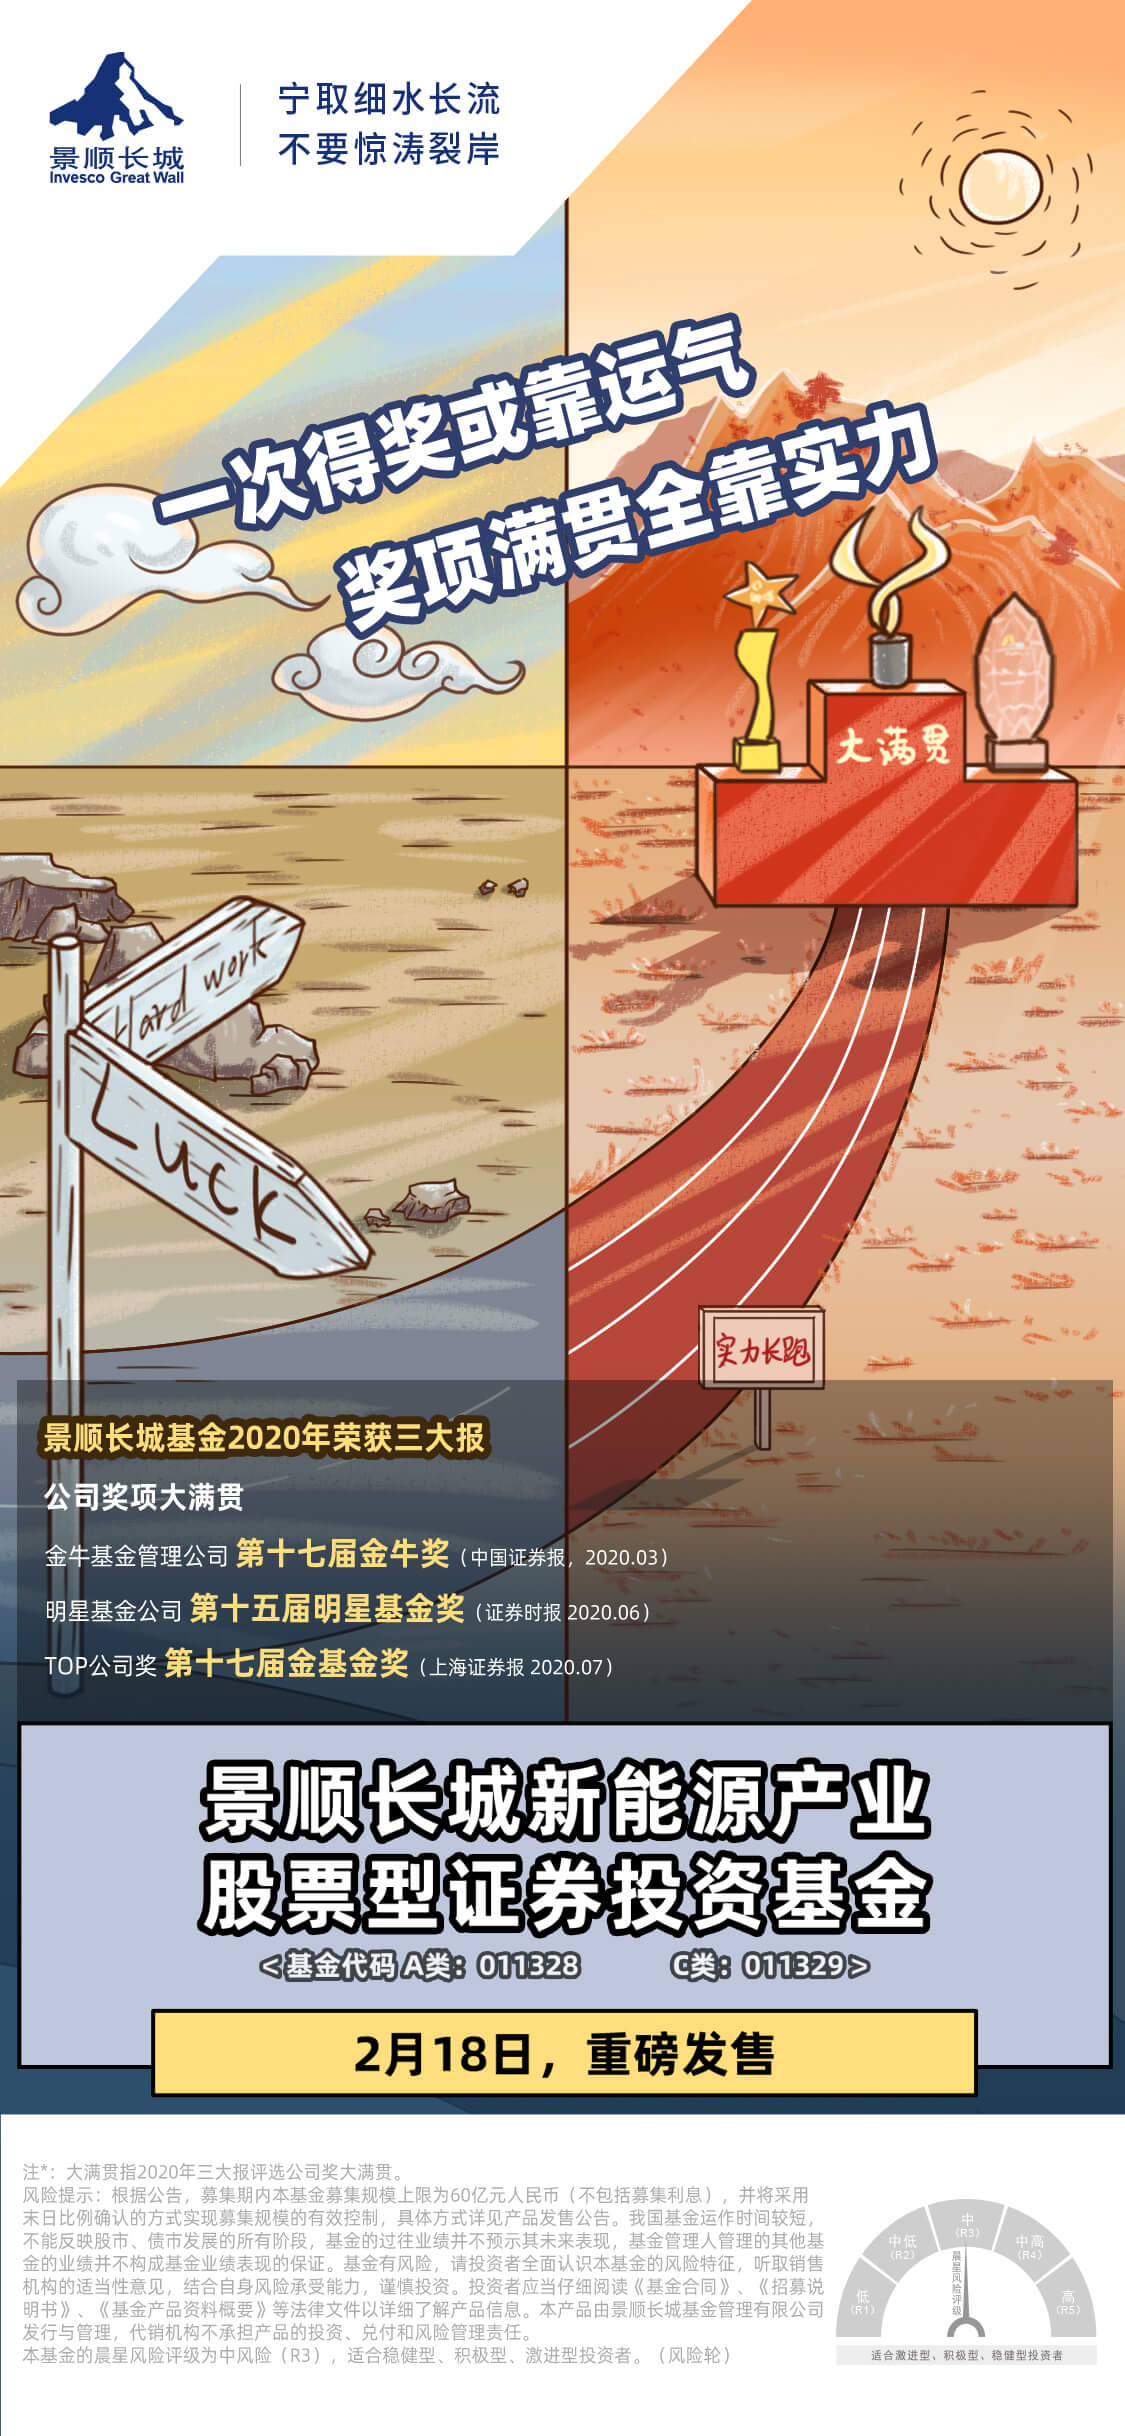 景顺长城
Invesco Great Wall
宁取细水长流
不要惊涛裂岸
一次得奖或靠运气
奖项满贯全靠实力
大满贯
Hard work
Luck
实力长跑
景顺长城基金2020年荣获三大报
公司奖项大满贯
金牛基金管理公司 第十七届金牛奖（中国证券报，2020.03）
明星基金公司 第十五届明星基金奖（证券时报 2020.06）
TOP公司奖 第十七届金基金奖（上海证券报 2020.07）
景顺长城新能源产业
股票型证券投资基金
<基金代码 A类：011328 C类：011329>
2月18日，重磅发售
注*：大满贯指2020年三大报评选公司奖大满贯。
风险提示：根据公告，募集期内本基金募集规模上限为60亿元人民币（不包括募集利息），并将采用
末日比例确认的方式实现募集规模的有效控制，具体方式详见产品发售公告。我国基金运作时间较短，
不能反映股市、债市发展的所有阶段，基金的过往业绩并不预示其未来表现，基金管理人管理的其他基
金的业绩并不构成基金业绩表现的保证。基金有风险，请投资者全面认识本基金的风险特征，听取销售
机构的适当性意见，结合自身风险承受能力，谨慎投资。投资者应当仔细阅读《基金合同》、《招募说
明书》、《基金产品资料概要》等法律文件以详细了解产品信息。本产品由景顺长城基金管理有限公司
发行与管理，代销机构不承担产品的投资、兑付和风险管理责任。
本基金的晨星风险评级为中风险（R3），适合稳健型、积极型、激进型投资者。（风险轮）
低
（R1）
中低
（R2）
中
（R3）
中高
（R4）
高
（R5）
晨星风险评级
适合激进型、积极型、稳健型投资者